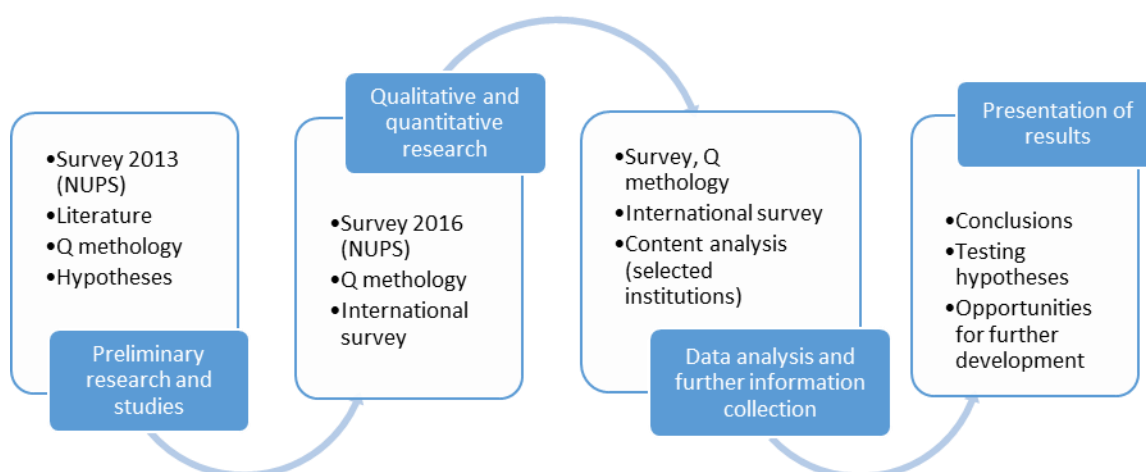 •Survey 2013
(NUPS)
•Literature
•Q methology
•Hypotheses
Preliminary
research and
studies
Qualitative and
quantitative
research
•Survey 2016
(NUPS)
•Q methology
•International
survey
•Survey, Q
methology
•International survey
•Content analysis
(selected
institutions)
Data analysis and
further information
collection
Presentation of
results
•Conclusions
•Testing
hypotheses
•Opportunities
for further
development